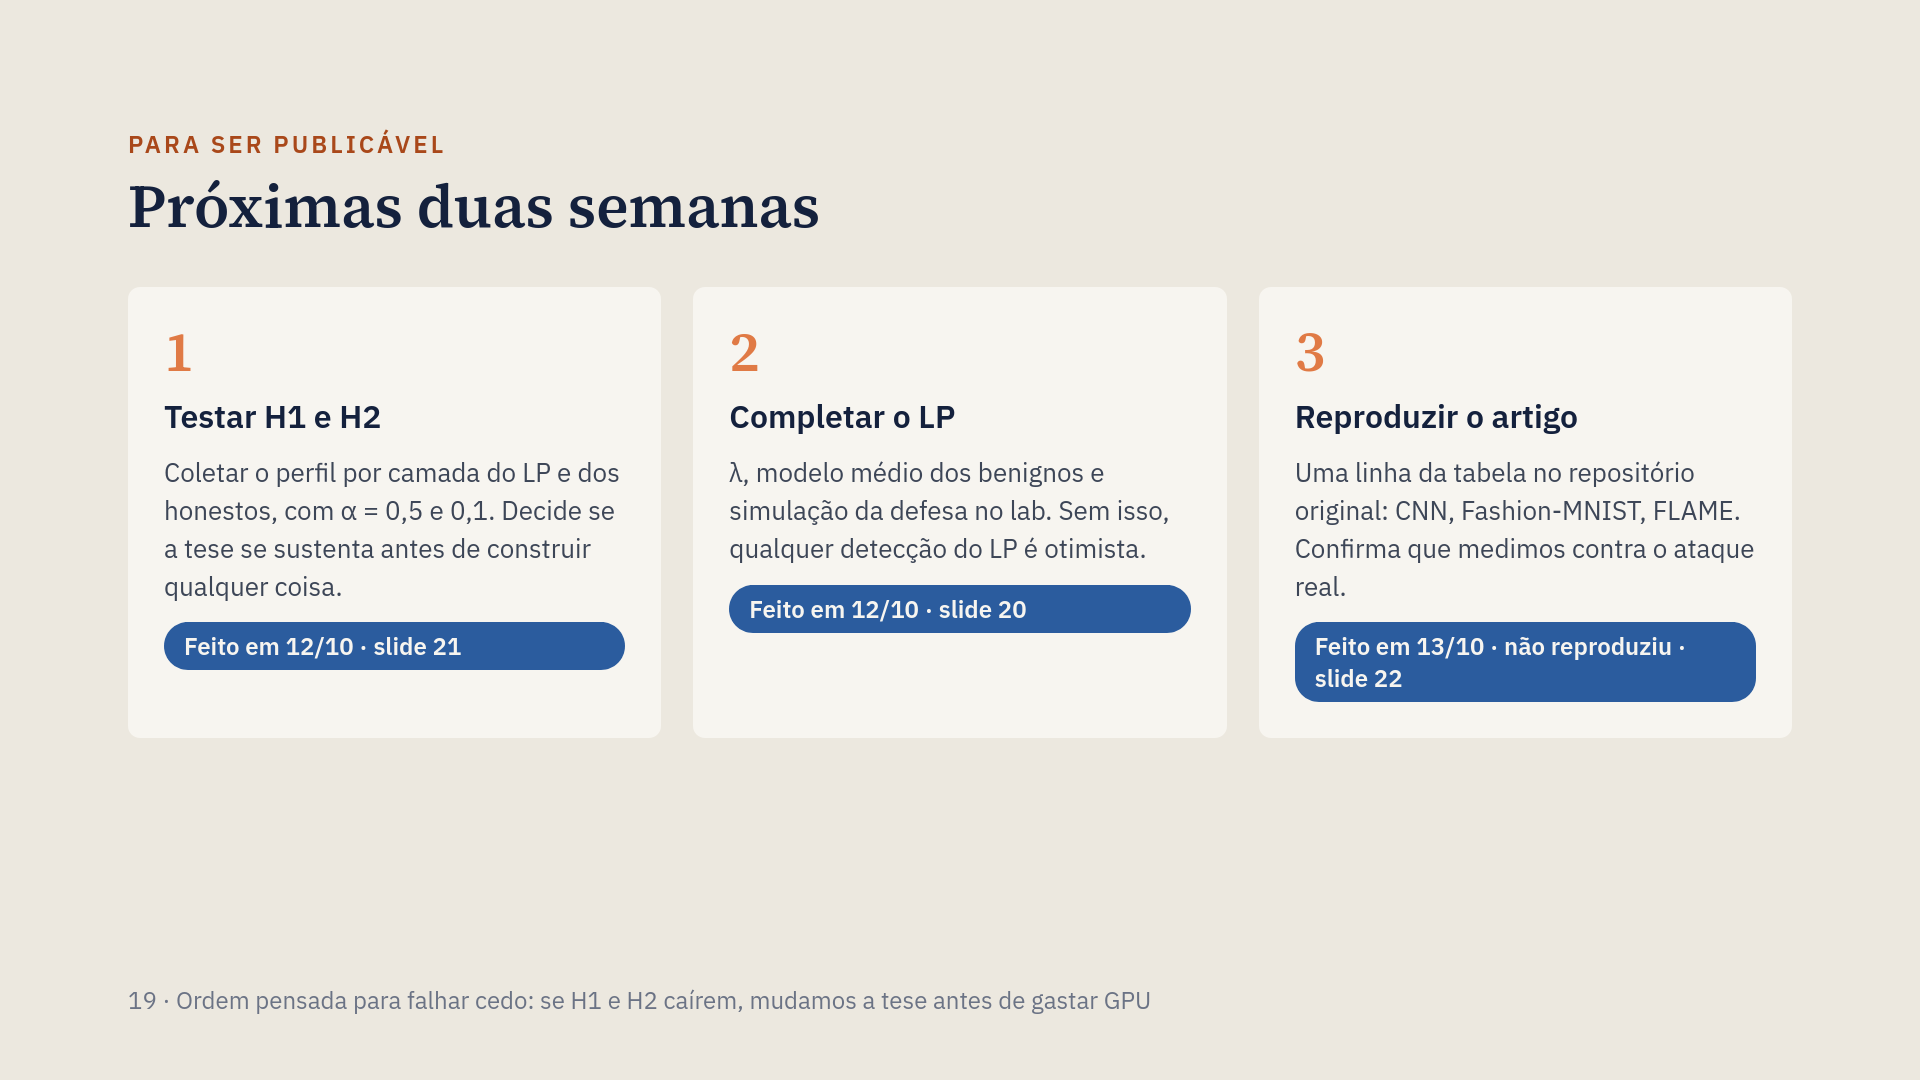 PARA SER PUBLICÁVEL
Próximas duas semanas
1
Testar H1 e H2
Coletar o perfil por camada do LP e dos
honestos, com α = 0,5 e 0,1. Decide se
a tese se sustenta antes de construir
qualquer coisa.
Feito em 12/10 · slide 21
2
Completar o LP
λ, modelo médio dos benignos e
simulação da defesa no lab. Sem isso,
qualquer detecção do LP é otimista.
Feito em 12/10 · slide 20
3
Reproduzir o artigo
Uma linha da tabela no repositório
original: CNN, Fashion-MNIST, FLAME.
Confirma que medimos contra o ataque
real.
Feito em 13/10 · não reproduziu ·
slide 22
19 · Ordem pensada para falhar cedo: se H1 e H2 caírem, mudamos a tese antes de gastar GPU